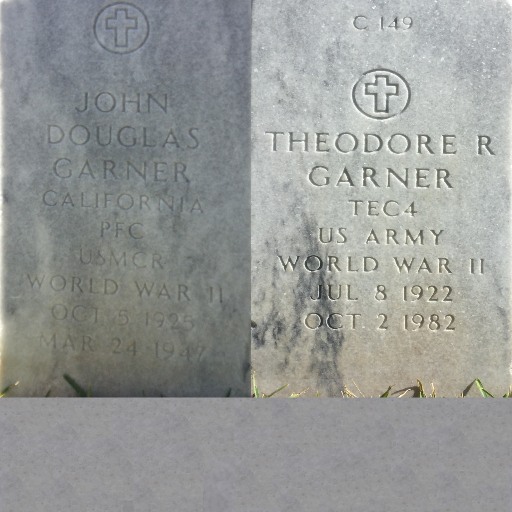 JOHN
DOUGLAS
GARNER
CALIFORNIA
PFC
USMCR
WORLD WAR II
OCT 5 1925
MAR 24 1947
C 149
THEODORE R
GARNER
TEC4
US ARMY
WORLD WAR II
JUL 8 1922
OCT 2 1982